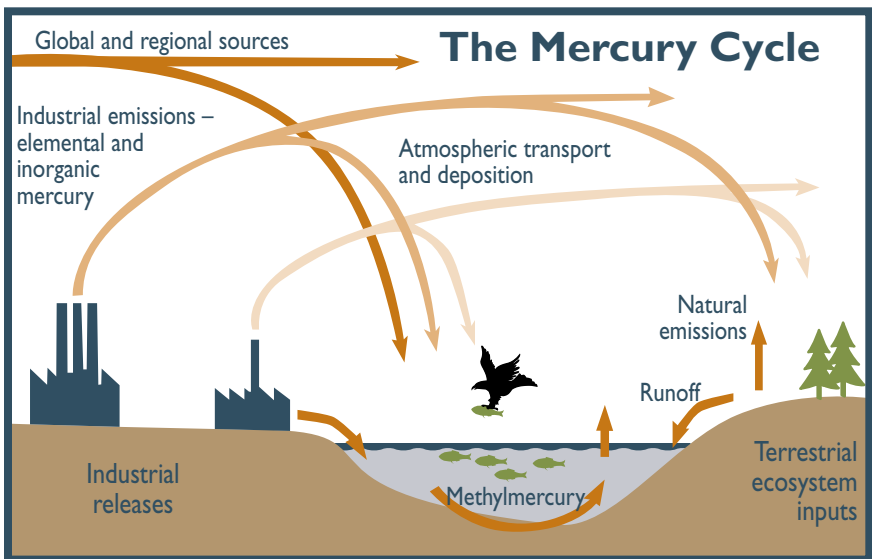 Global and regional sources
The Mercury Cycle
Industrial emissions –
elemental and
inorganic
mercury
Atmospheric transport
and deposition
Natural
emissions
Runoff
Industrial
releases
Methylmercury
Terrestrial
ecosystem
inputs